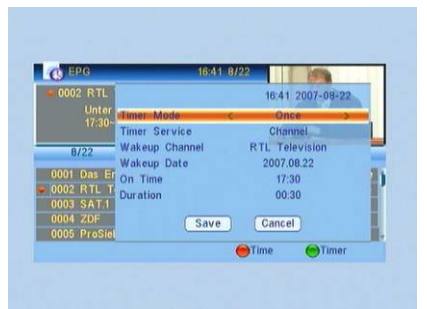 EPG 16:41 8/22
0002 RTL
16:41 2007-08-22
Unter
17:30~
Timer Mode < Once >
Timer Service Channel
Wakeup Channel RTL Television
Wakeup Date 2007.08.22
On Time 17:30
Duration 00:30
Save Cancel
8/22
0001 Das Er
0002 RTL T
0003 SAT.1
0004 ZDF
0005 ProSie
Time Timer